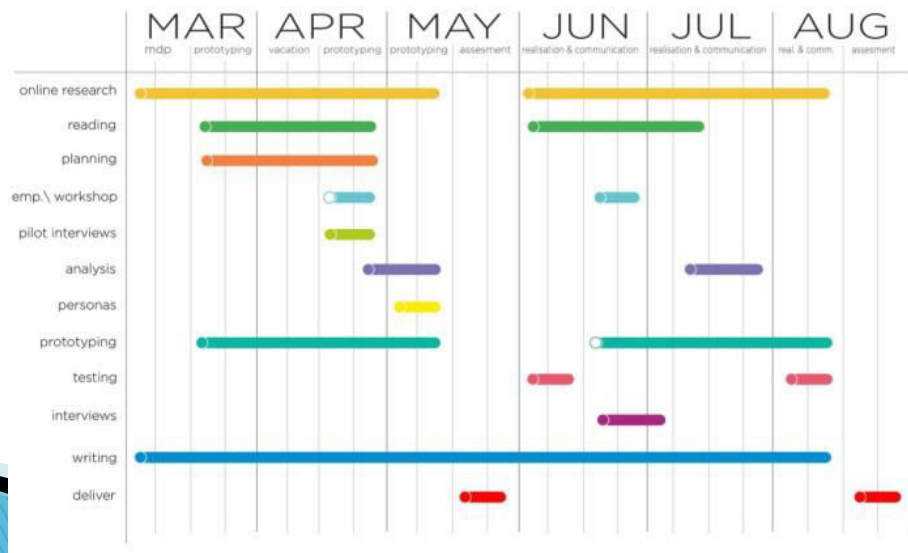 MAR APR MAY JUN JUL AUG
mdp prototyping vacation prototyping prototyping assesment realisation & communication realisation & communication real. & comm. assesment
online research
reading
planning
emp.\ workshop
pilot interviews
analysis
personas
prototyping
testing
interviews
writing
deliver